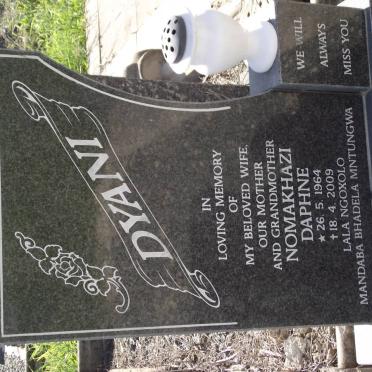 DYANI
IN
LOVING MEMORY
OF
MY BELOVED WIFE,
OUR MOTHER
AND GRANDMOTHER
NOMAKHAZI
DAPHNE
★ 26. 5. 1964
✝ 18. 4. 2009
LALA NGOXOLO
MANDABA BHADELA MNTUNGWA
WE WILL
ALWAYS
MISS YOU